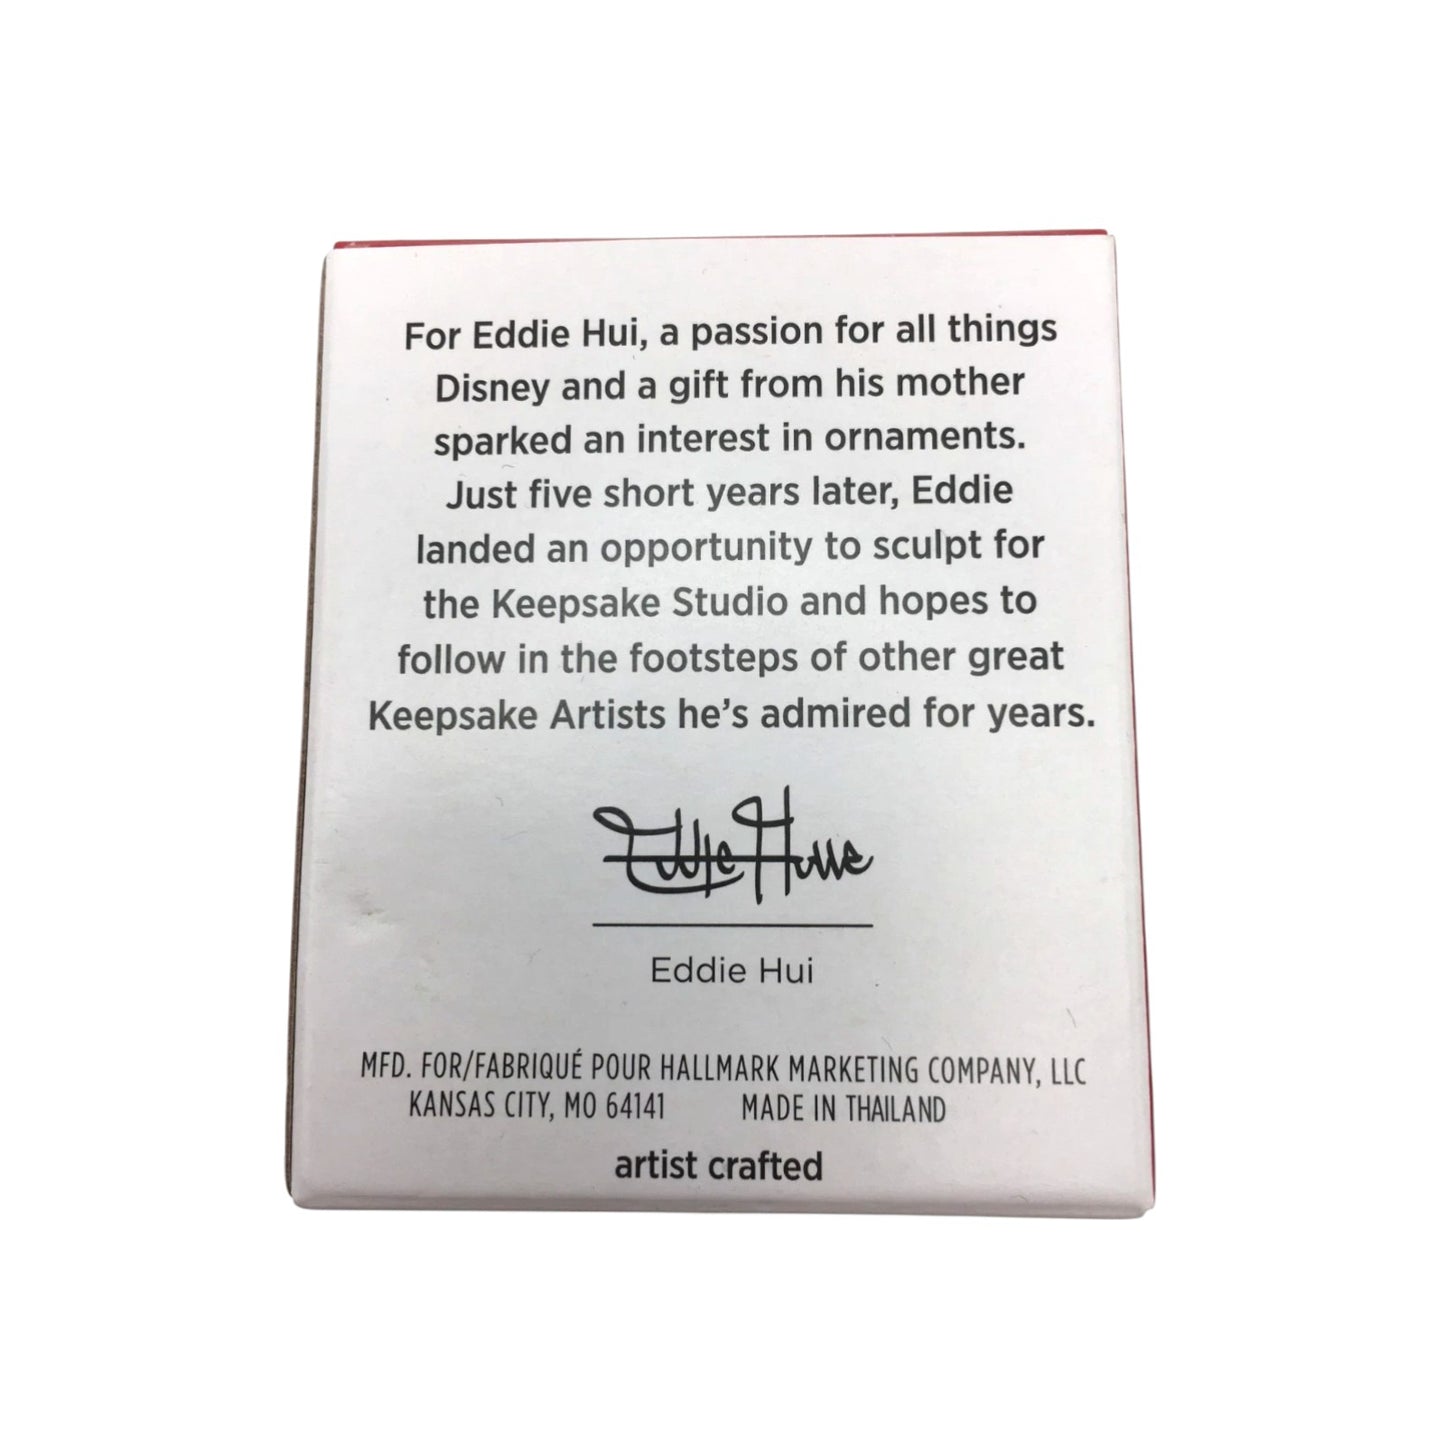 For Eddie Hui, a passion for all things
Disney and a gift from his mother
sparked an interest in ornaments.
Just five short years later, Eddie
landed an opportunity to sculpt for
the Keepsake Studio and hopes to
follow in the footsteps of other great
Keepsake Artists he's admired for years.
Eddie Hui
Eddie Hui
MFD. FOR/FABRIQUÉ POUR HALLMARK MARKETING COMPANY, LLC
KANSAS CITY, MO 64141 MADE IN THAILAND
artist crafted